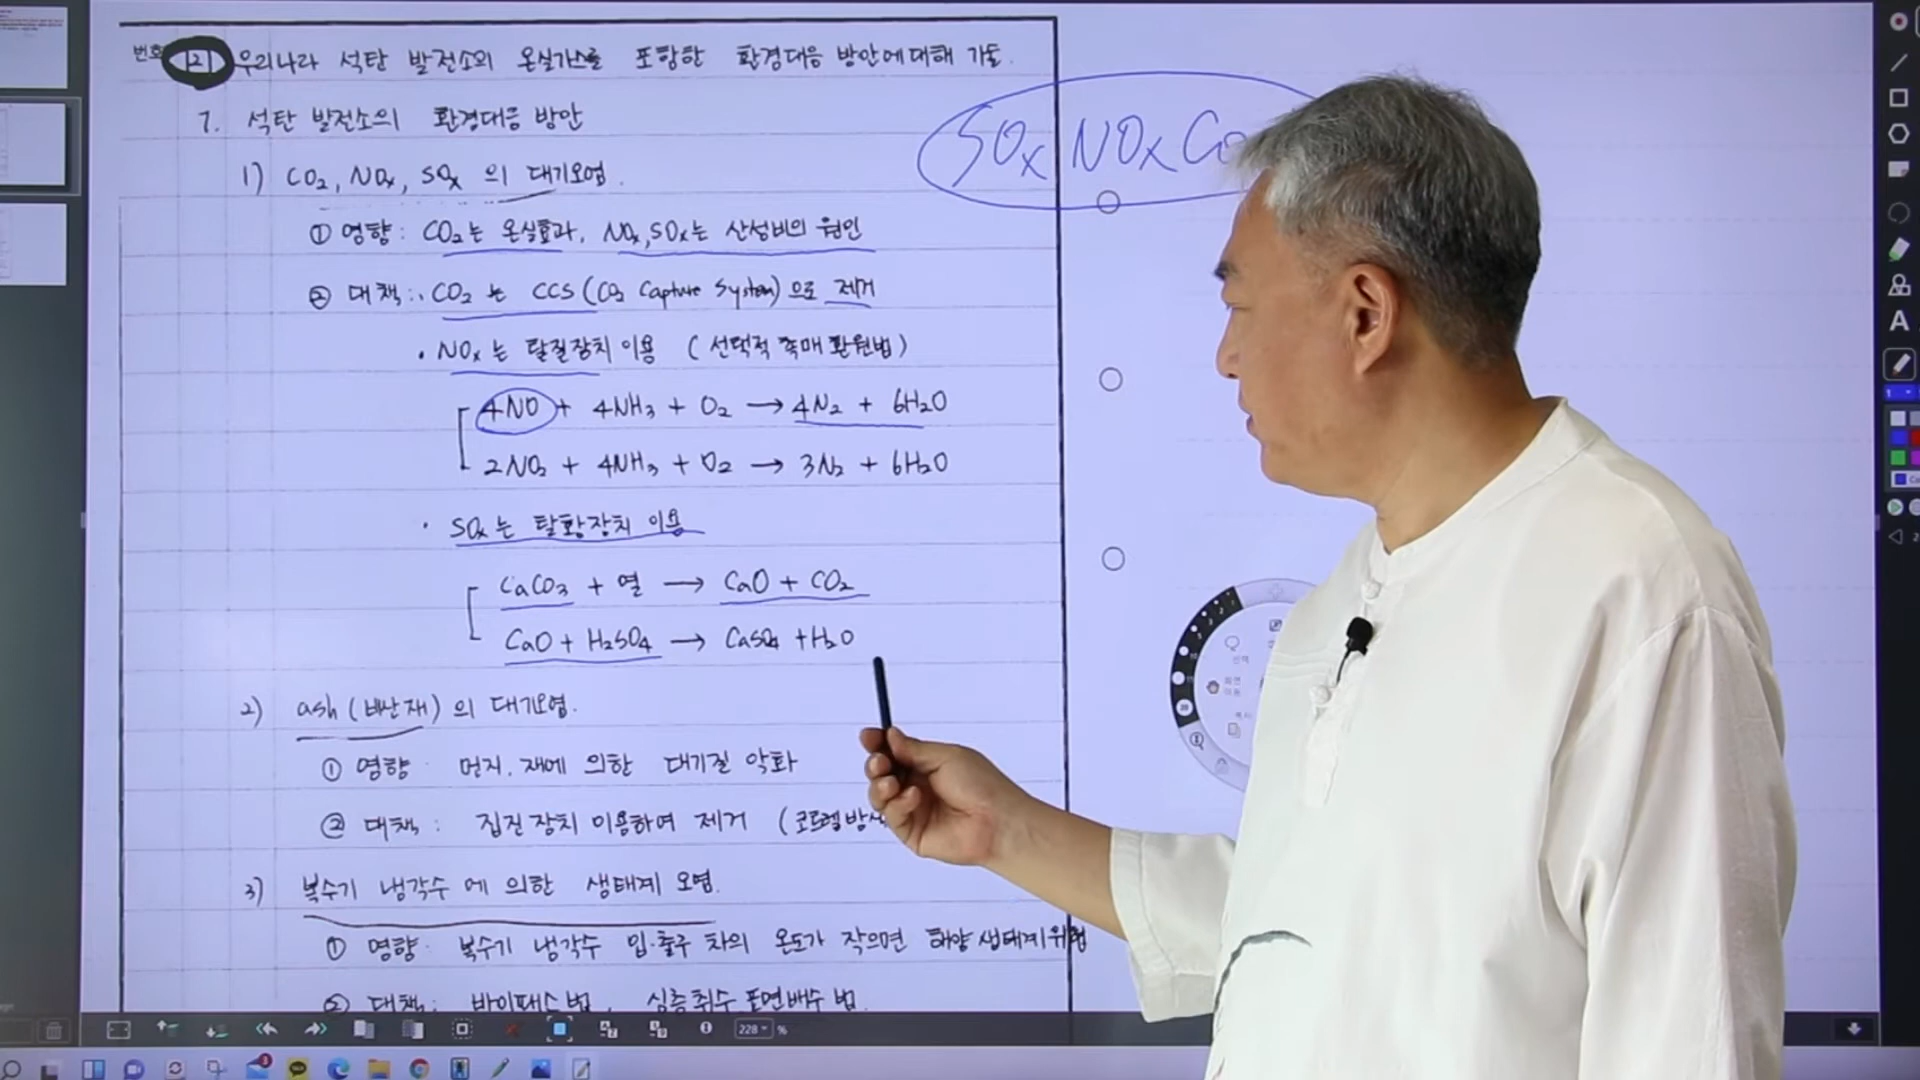 번호 12 우리나라 석탄 발전소의 온실가스를 포함한 환경대응 방안에 대해 기술.
7. 석탄 발전소의 환경대응 방안
SOx NOx Co
1) CO2, NOx, SOx 의 대기오염.
① 영향: CO2는 온실효과, NOx, SOx는 산성비의 원인
② 대책: · CO2 는 CCS (CO2 Capture System) 으로 제거
· NOx 는 탈질장치 이용 ( 선택적 촉매 환원법 )
4NO + 4NH3 + O2 → 4N2 + 6H2O
2NO2 + 4NH3 + O2 → 3N2 + 6H2O
· SOx 는 탈황장치 이용
CaCO3 + 열 → CaO + CO2
CaO + H2SO4 → CaSO4 + H2O
2) ash (비산재) 의 대기오염.
① 영향: 먼지, 재에 의한 대기질 악화
② 대책: 집진장치 이용하여 제거 (코트렐방식
3) 복수기 냉각수 에 의한 생태계 오염.
① 영향: 복수기 냉각수 입·출구 차의 온도가 작으면 해양 생태계 위협
② 대책: 바이패스법, 심층취수 표면배수 법.
228 %